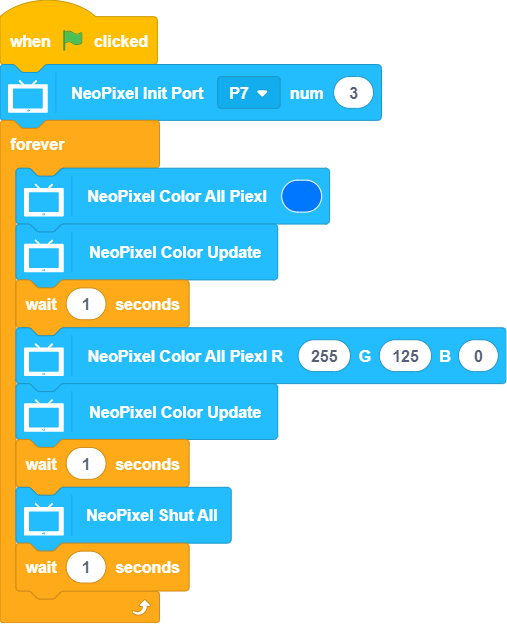 when clicked
NeoPixel Init Port P7 num 3
forever
NeoPixel Color All Piexl
NeoPixel Color Update
wait 1 seconds
NeoPixel Color All Piexl R 255 G 125 B 0
NeoPixel Color Update
wait 1 seconds
NeoPixel Shut All
wait 1 seconds